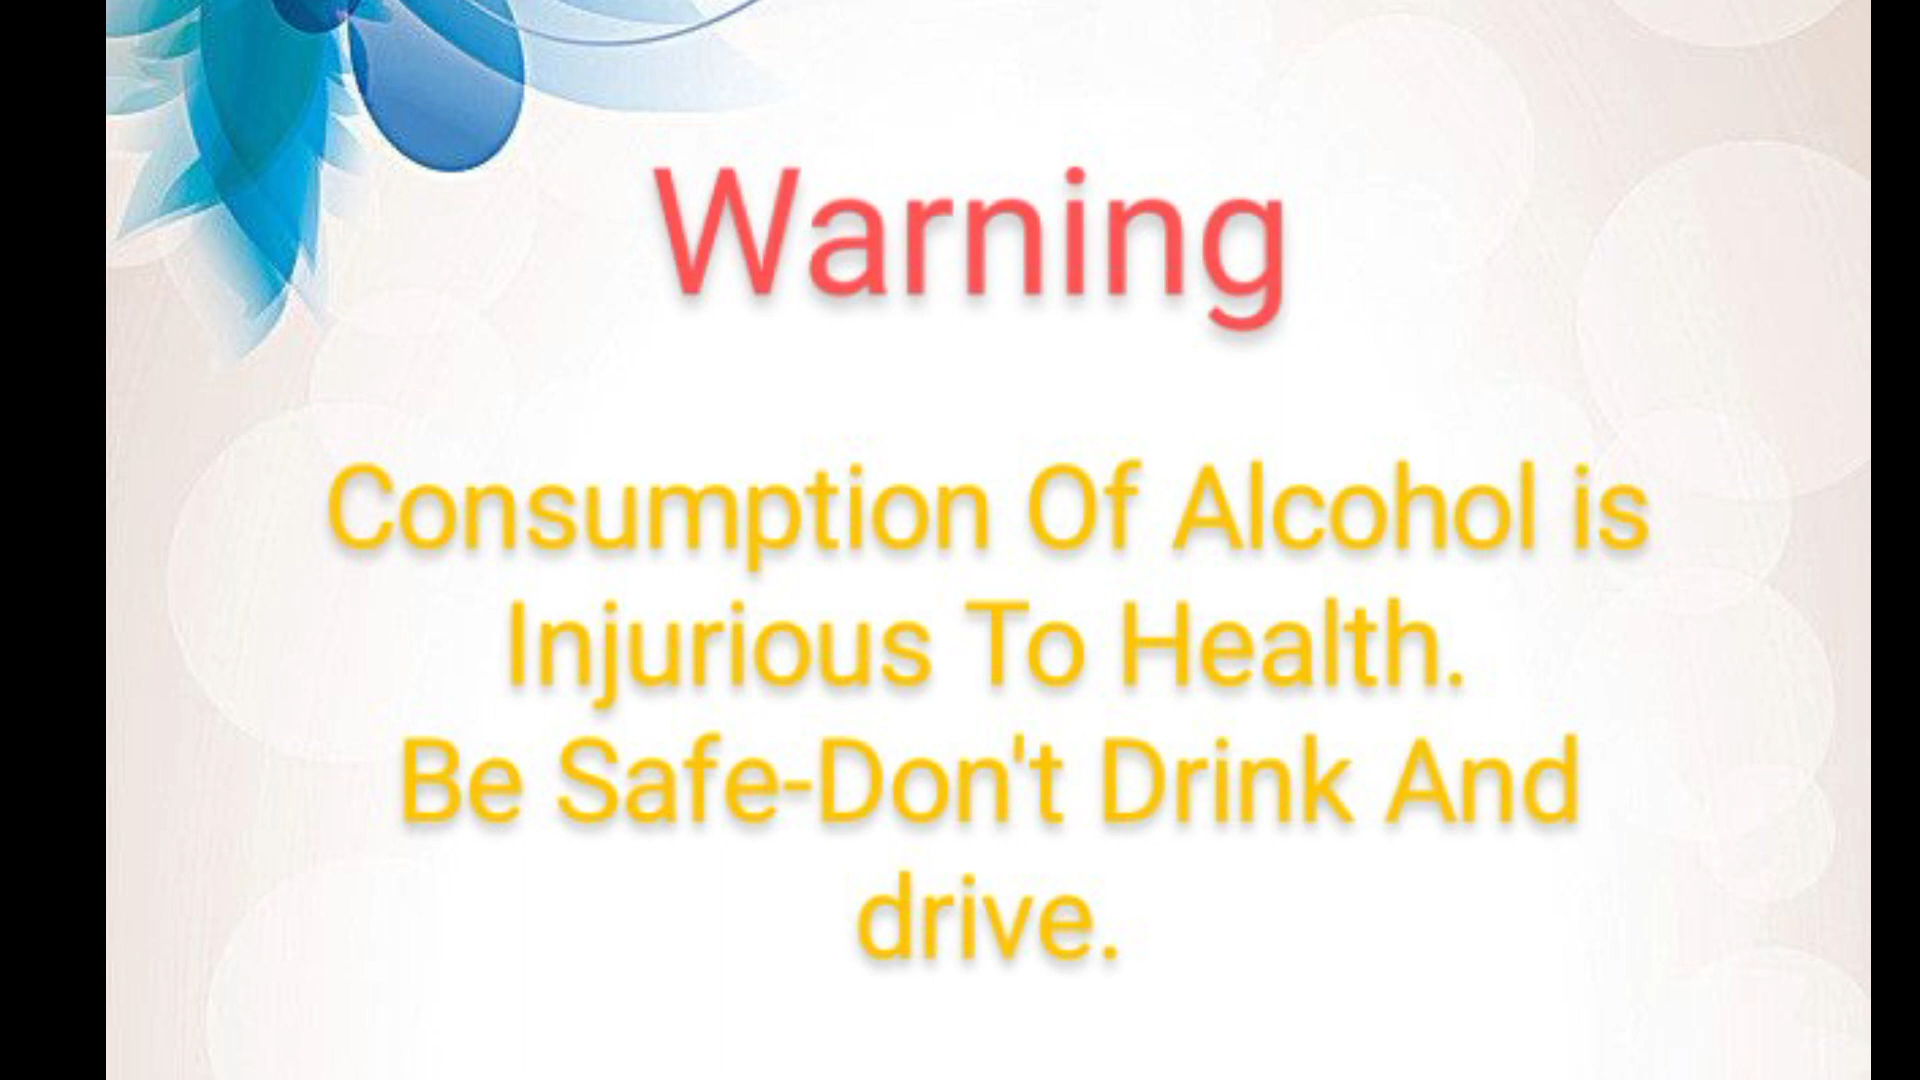 Warning
Consumption Of Alcohol is
Injurious To Health.
Be Safe-Don't Drink And
drive.